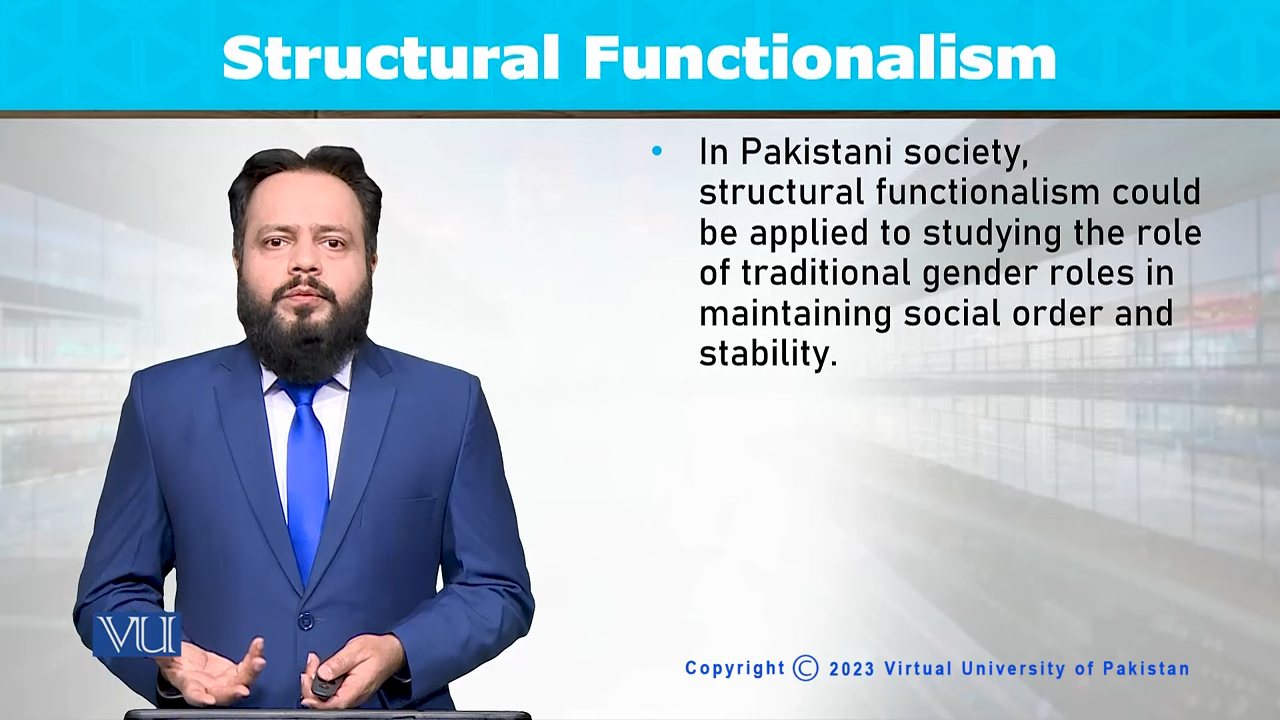 Structural Functionalism
• In Pakistani society,
structural functionalism could
be applied to studying the role
of traditional gender roles in
maintaining social order and
stability.
VU
Copyright © 2023 Virtual University of Pakistan